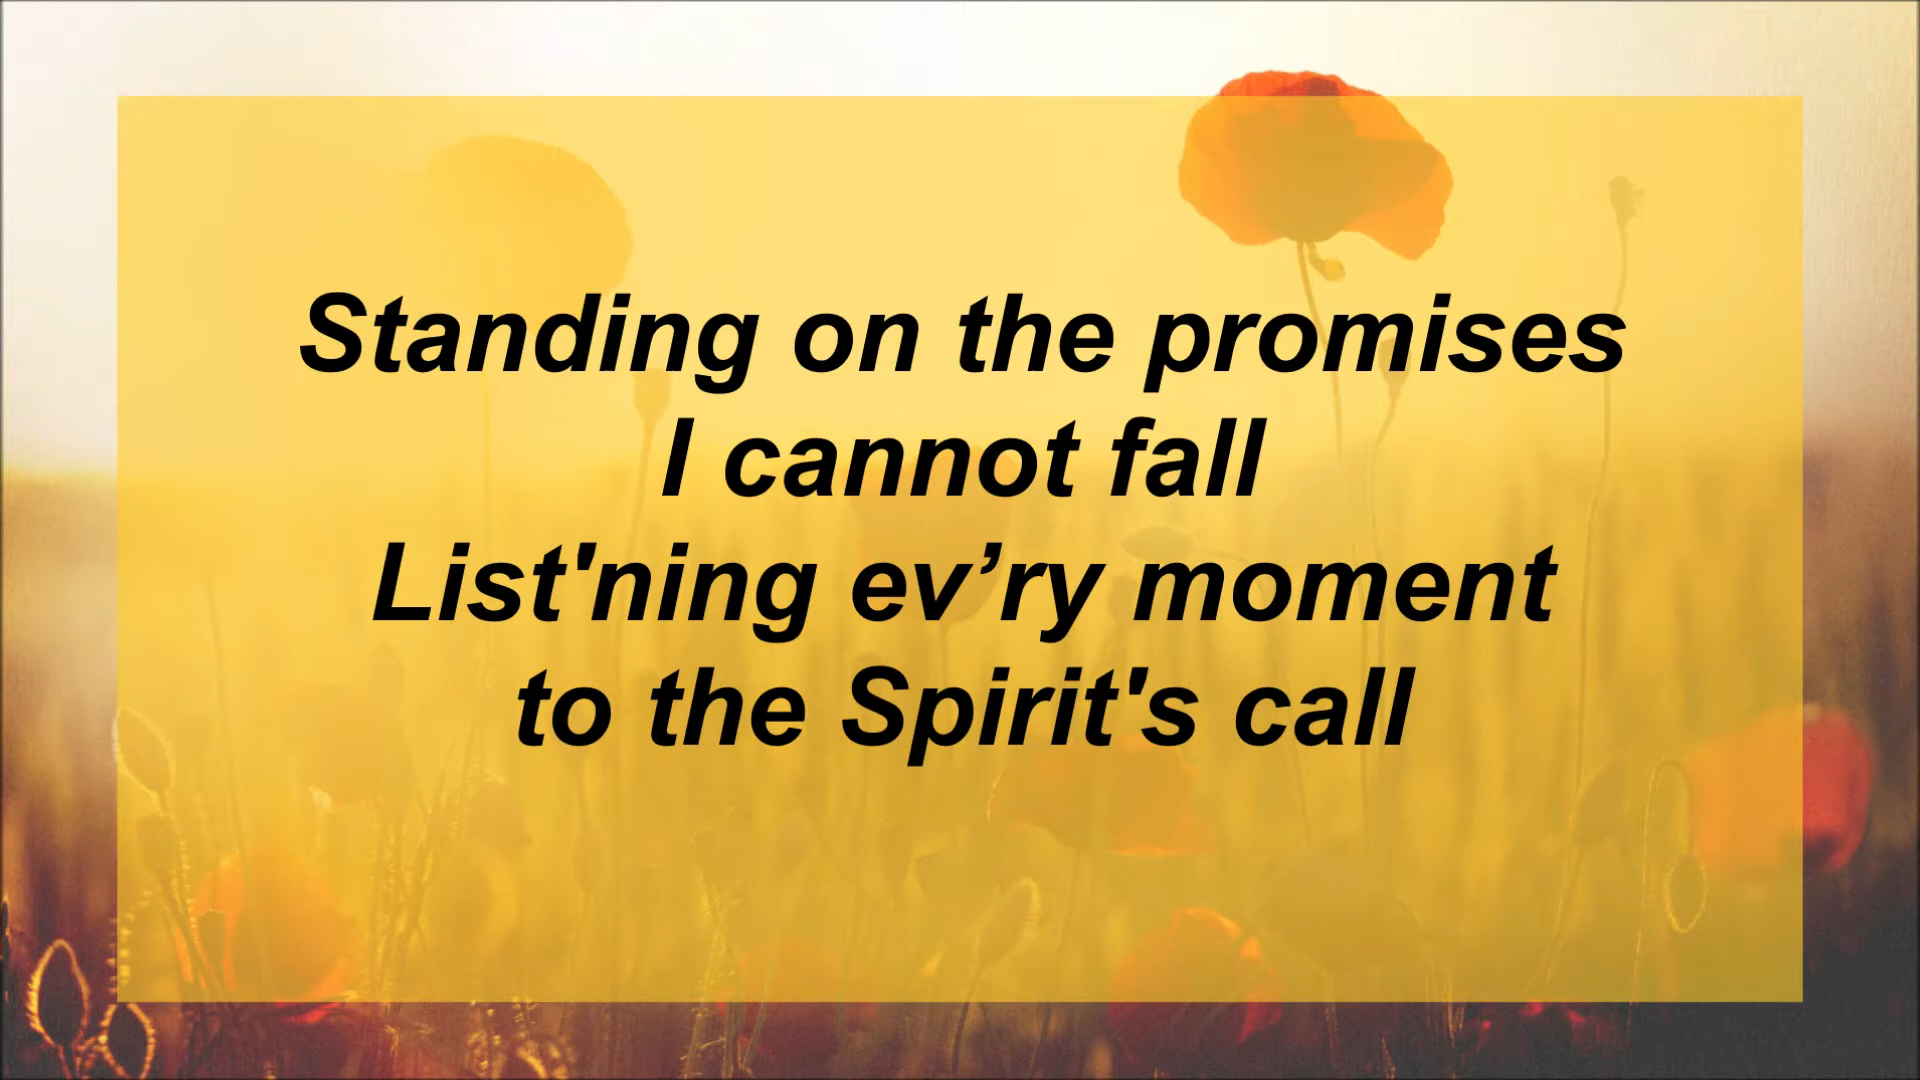 Standing on the promises
I cannot fall
List'ning ev’ry moment
to the Spirit's call